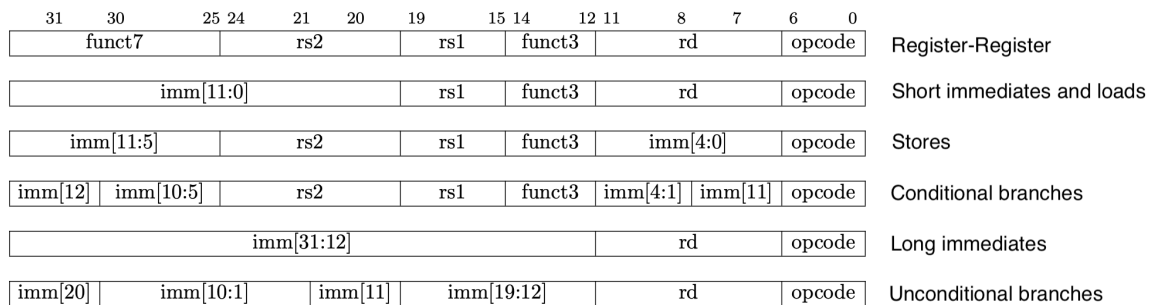 31 30 25 24 21 20 19 15 14 12 11 8 7 6 0
funct7 rs2 rs1 funct3 rd opcode Register-Register
imm[11:0] rs1 funct3 rd opcode Short immediates and loads
imm[11:5] rs2 rs1 funct3 imm[4:0] opcode Stores
imm[12] imm[10:5] rs2 rs1 funct3 imm[4:1] imm[11] opcode Conditional branches
imm[31:12] rd opcode Long immediates
imm[20] imm[10:1] imm[11] imm[19:12] rd opcode Unconditional branches